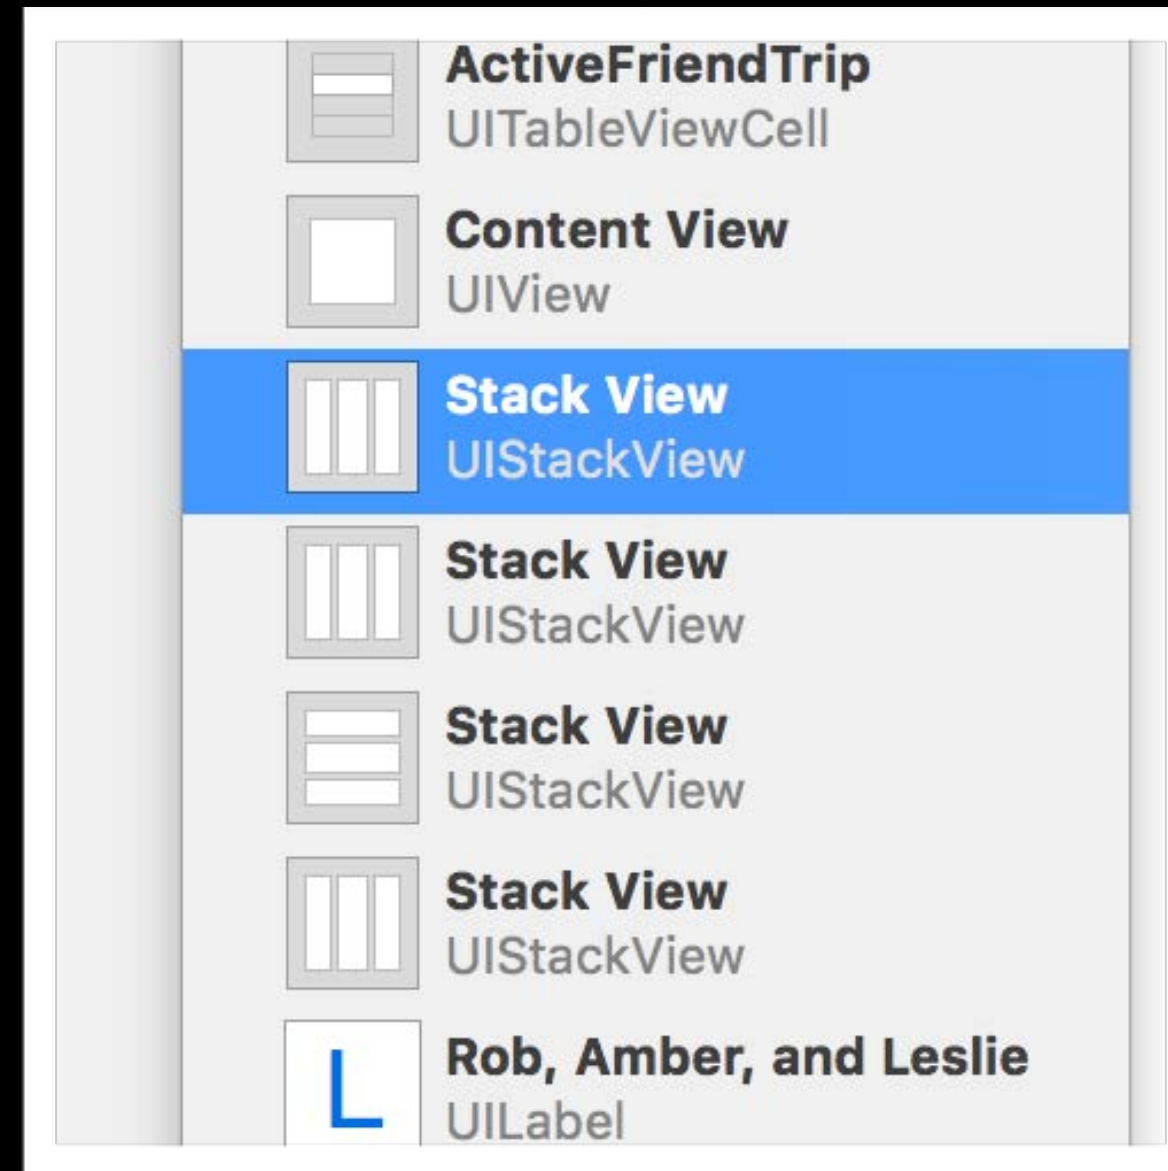 ActiveFriendTrip
UITableViewCell
Content View
UIView
Stack View
UIStackView
Stack View
UIStackView
Stack View
UIStackView
Stack View
UIStackView
L
Rob, Amber, and Leslie
UILabel